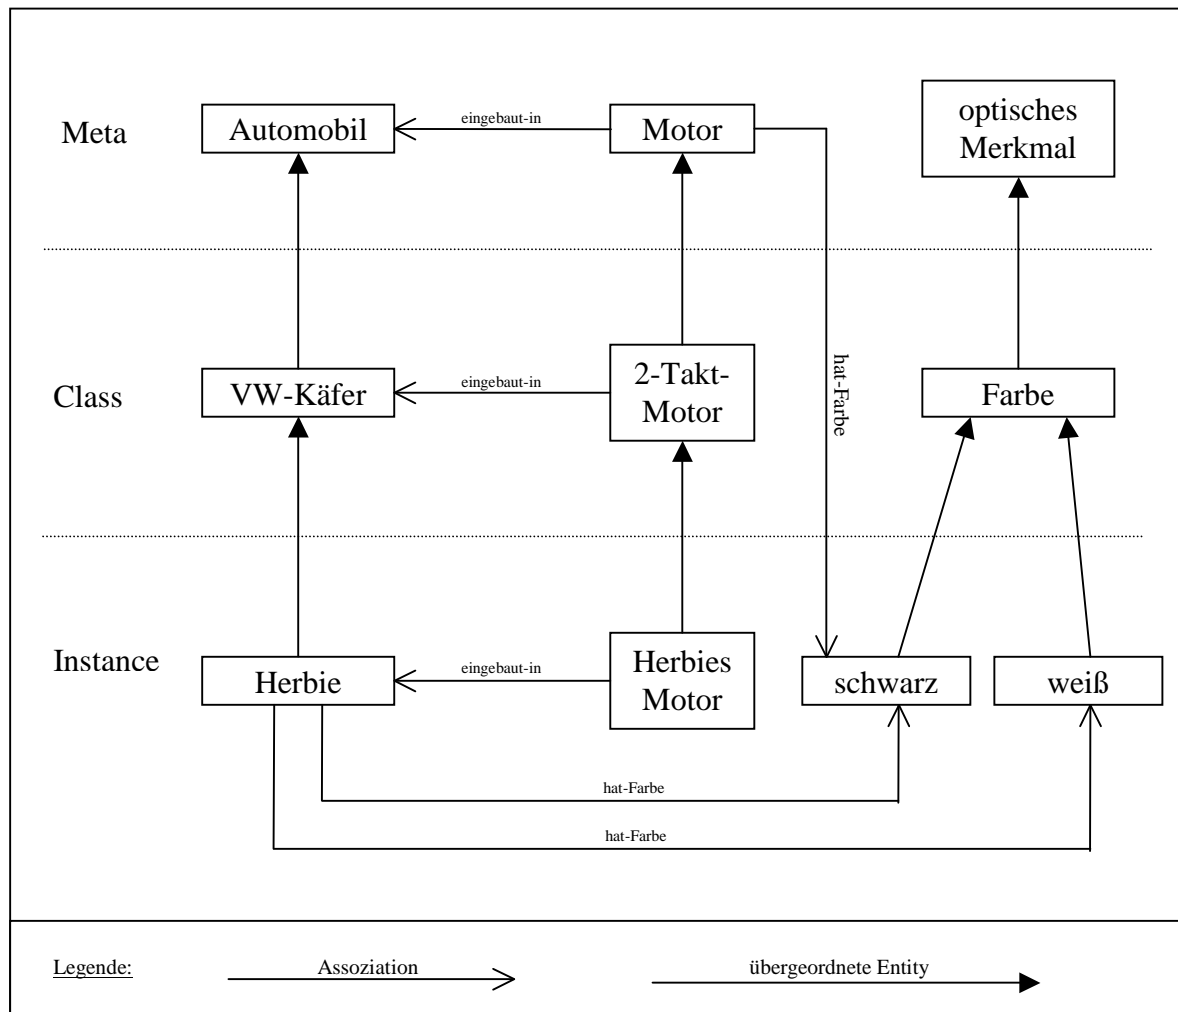 optisches
Meta
Automobil
eingebaut-in
Motor
Merkmal
hat-Farbe
Class
VW-Käfer
eingebaut-in
2-Takt-
Motor
Farbe
Instance
Herbie
eingebaut-in
Herbies
Motor
schwarz
weiß
hat-Farbe
hat-Farbe
Legende:
Assoziation
übergeordnete Entity